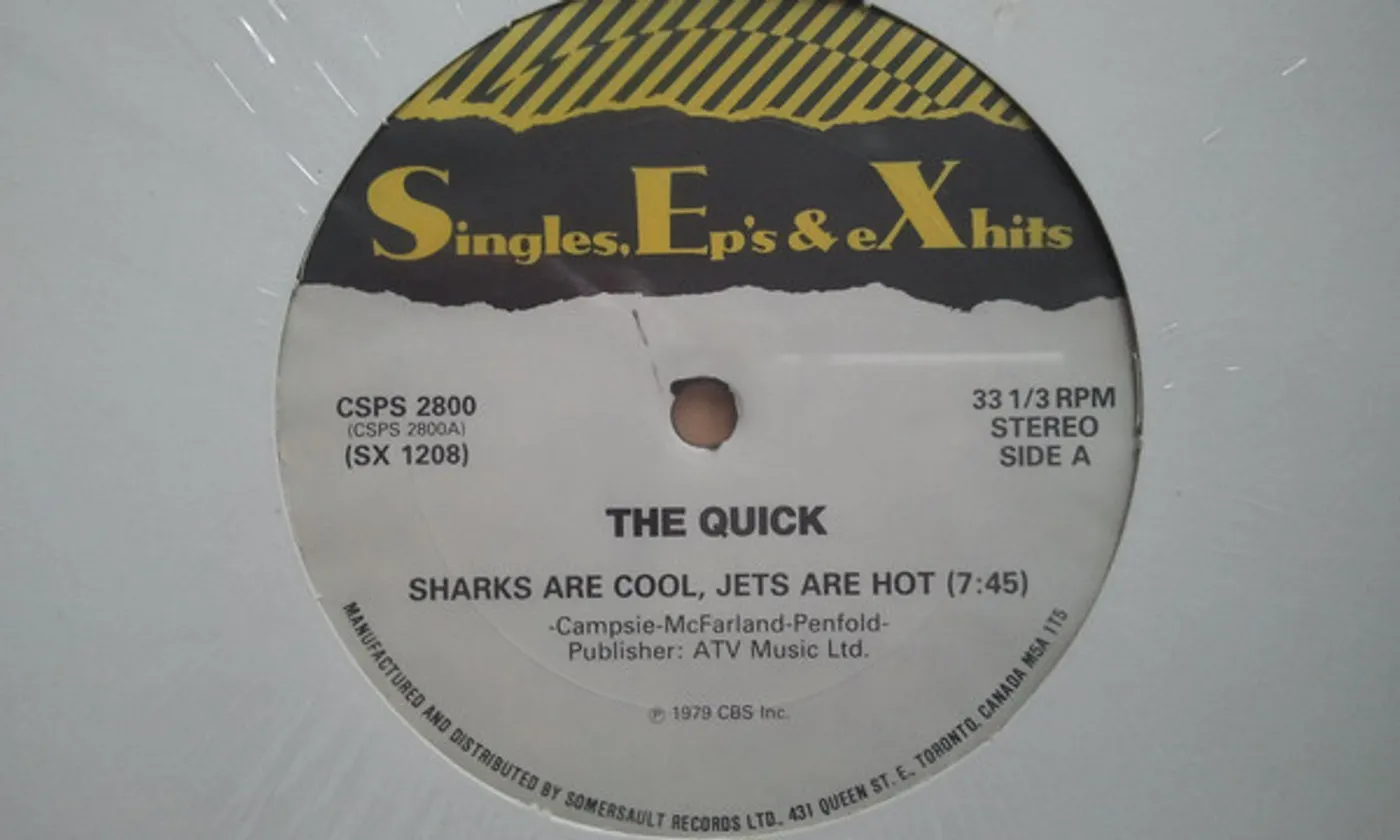 Singles, Ep's & eXhits
CSPS 2800
(CSPS 2800A)
(SX 1208)
33 1/3 RPM
STEREO
SIDE A
THE QUICK
SHARKS ARE COOL, JETS ARE HOT (7:45)
-Campsie-McFarland-Penfold-
Publisher: ATV Music Ltd.
℗ 1979 CBS Inc.
MANUFACTURED AND DISTRIBUTED BY SOMERSAULT RECORDS LTD., 431 QUEEN ST. E., TORONTO, CANADA M5A 1T5